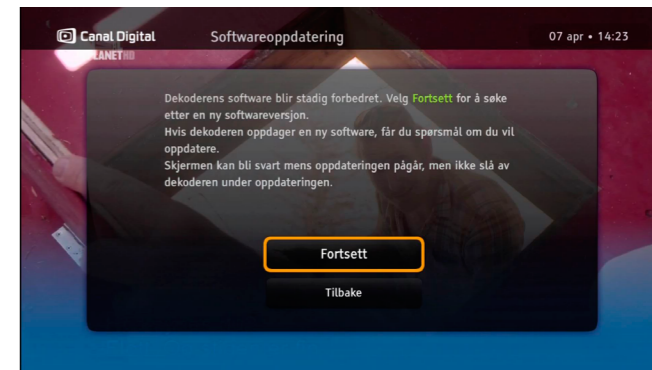 Canal Digital
Softwareoppdatering
07 apr • 14:23
LANETHD
Dekoderens software blir stadig forbedret. Velg Fortsett for å søke
etter en ny softwareversjon.
Hvis dekoderen oppdager en ny software, får du spørsmål om du vil
oppdatere.
Skjermen kan bli svart mens oppdateringen pågår, men ikke slå av
dekoderen under oppdateringen.
Fortsett
Tilbake